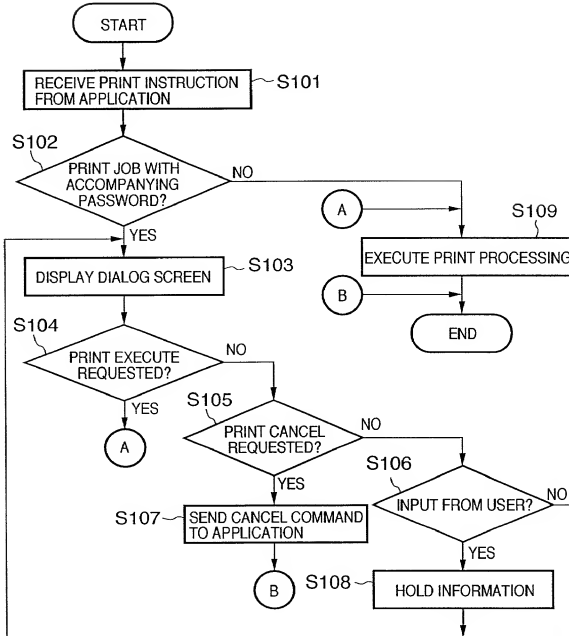 START
RECEIVE PRINT INSTRUCTION
FROM APPLICATION
S101
S102
PRINT JOB WITH
ACCOMPANYING
PASSWORD?
NO
YES
A
S109
EXECUTE PRINT PROCESSING
B
END
DISPLAY DIALOG SCREEN
S103
S104
PRINT EXECUTE
REQUESTED?
NO
YES
A
S105
PRINT CANCEL
REQUESTED?
NO
YES
S106
INPUT FROM USER?
NO
YES
S107
SEND CANCEL COMMAND
TO APPLICATION
B
S108
HOLD INFORMATION